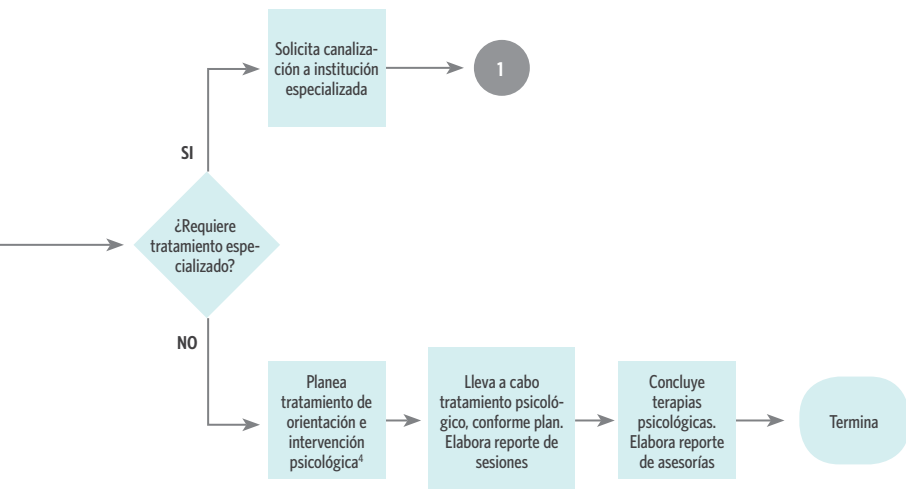 Solicita canaliza-
ción a institución
especializada
1
SI
¿Requiere
tratamiento espe-
cializado?
NO
Planea
tratamiento de
orientación e
intervención
psicológica⁴
Lleva a cabo
tratamiento psicoló-
gico, conforme plan.
Elabora reporte de
sesiones
Concluye
terapias
psicológicas.
Elabora reporte
de asesorías
Termina